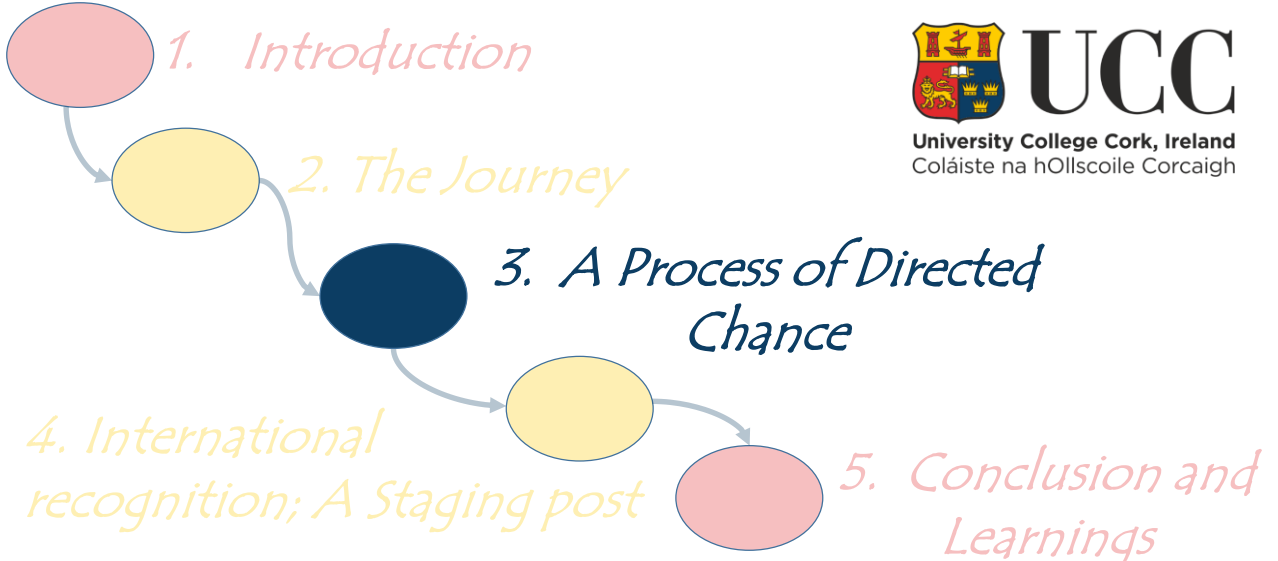 1. Introduction
UCC
University College Cork, Ireland
Coláiste na hOllscoile Corcaigh
2. The Journey
3. A Process of Directed
Chance
4. International
recognition; A Staging post
5. Conclusion and
Learnings